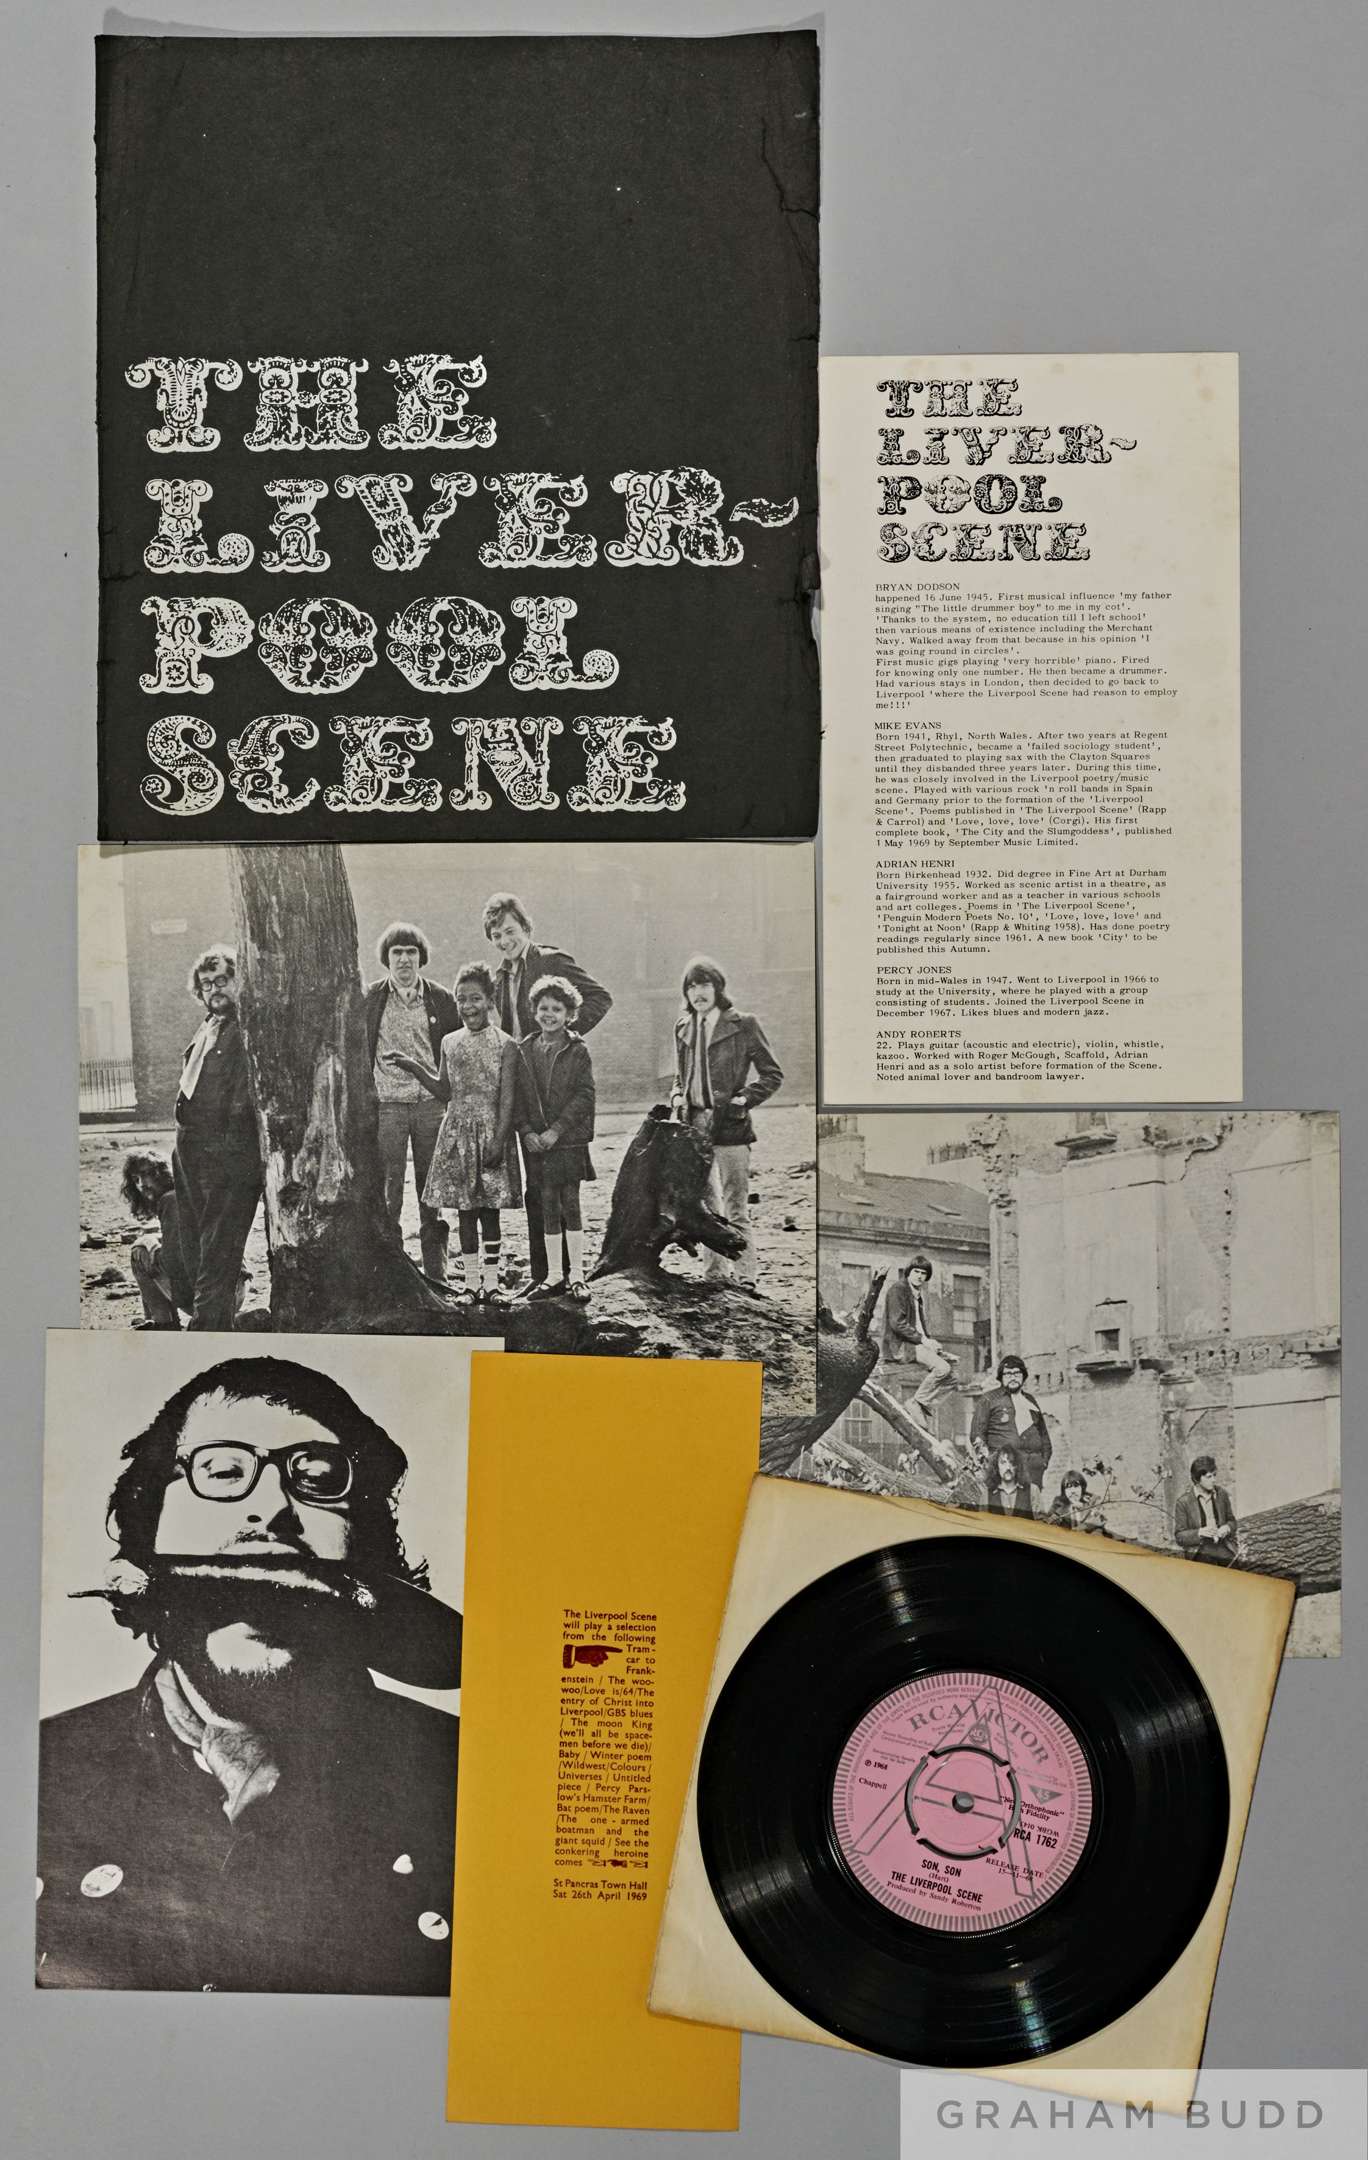 THE
LIVER-
POOL
SCENE
THE
LIVER-
POOL
SCENE
BRYAN DODSON
happened 16 June 1945. First musical influence 'my father
singing "The little drummer boy" to me in my cot'.
'Thanks to the system, no education till I left school'
then various means of existence including the Merchant
Navy. Walked away from that because in his opinion 'I
was going round in circles'.
First music gigs playing 'very horrible' piano. Fired
for knowing only one number. He then became a drummer.
Had various stays in London, then decided to go back to
Liverpool 'where the Liverpool Scene had reason to employ
me!!!'
MIKE EVANS
Born 1941, Rhyl, North Wales. After two years at Regent
Street Polytechnic, became a 'failed sociology student',
then graduated to playing sax with the Clayton Squares
until they disbanded three years later. During this time,
he was closely involved in the Liverpool poetry/music
scene. Played with various rock 'n roll bands in Spain
and Germany prior to the formation of the 'Liverpool
Scene'. Poems published in 'The Liverpool Scene' (Rapp
& Carrol) and 'Love, love, love' (Corgi). His first
complete book, 'The City and the Slumgoddess', published
1 May 1969 by September Music Limited.
ADRIAN HENRI
Born Birkenhead 1932. Did degree in Fine Art at Durham
University 1955. Worked as scenic artist in a theatre, as
a fairground worker and as a teacher in various schools
and art colleges. Poems in 'The Liverpool Scene',
'Penguin Modern Poets No. 10', 'Love, love, love' and
'Tonight at Noon' (Rapp & Whiting 1958). Has done poetry
readings regularly since 1961. A new book 'City' to be
published this Autumn.
PERCY JONES
Born in mid-Wales in 1947. Went to Liverpool in 1966 to
study at the University, where he played with a group
consisting of students. Joined the Liverpool Scene in
December 1967. Likes blues and modern jazz.
ANDY ROBERTS
22. Plays guitar (acoustic and electric), violin, whistle,
kazoo. Worked with Roger McGough, Scaffold, Adrian
Henri and as a solo artist before formation of the Scene.
Noted animal lover and bandroom lawyer.
The Liverpool Scene
will play a selection
from the following
Tram-
car to
Frank-
enstein / The woo-
woo/Love is/64/The
entry of Christ into
Liverpool/GBS blues
/ The moon King
(we'll all be space-
men before we die)/
Baby / Winter poem
/Wildwest/Colours/
Universes / Untitled
piece / Percy Pars-
low's Hamster Farm/
Bat poem/The Raven
/The one - armed
boatman and the
giant squid / See the
conkering heroine
comes
St Pancras Town Hall
Sat 26th April 1969
RCA VICTOR
RCA
℗ 1968
Chappell
45
Orthophonic"
Fidelity
RCA 1762
RELEASE DATE
SON, SON
(Hart)
THE LIVERPOOL SCENE
Produced by Sandy Roberton
A
GRAHAM BUDD